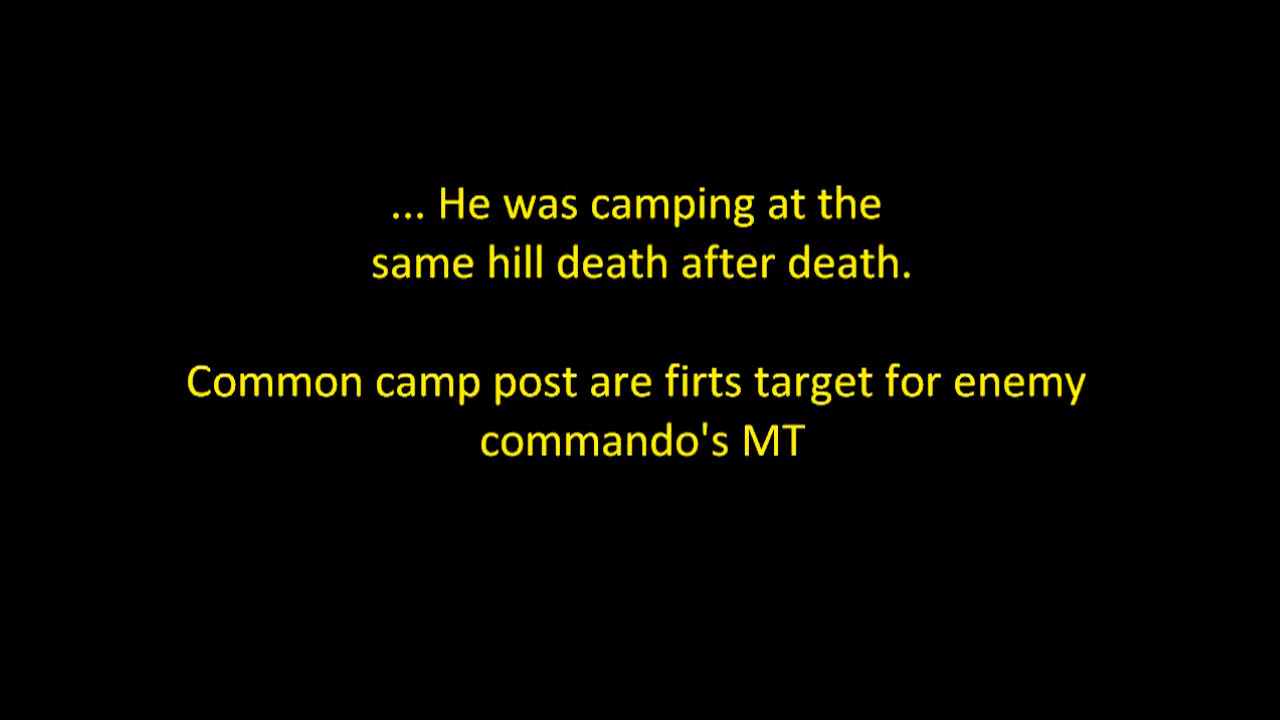 ... He was camping at the
same hill death after death.
Common camp post are firts target for enemy
commando's MT